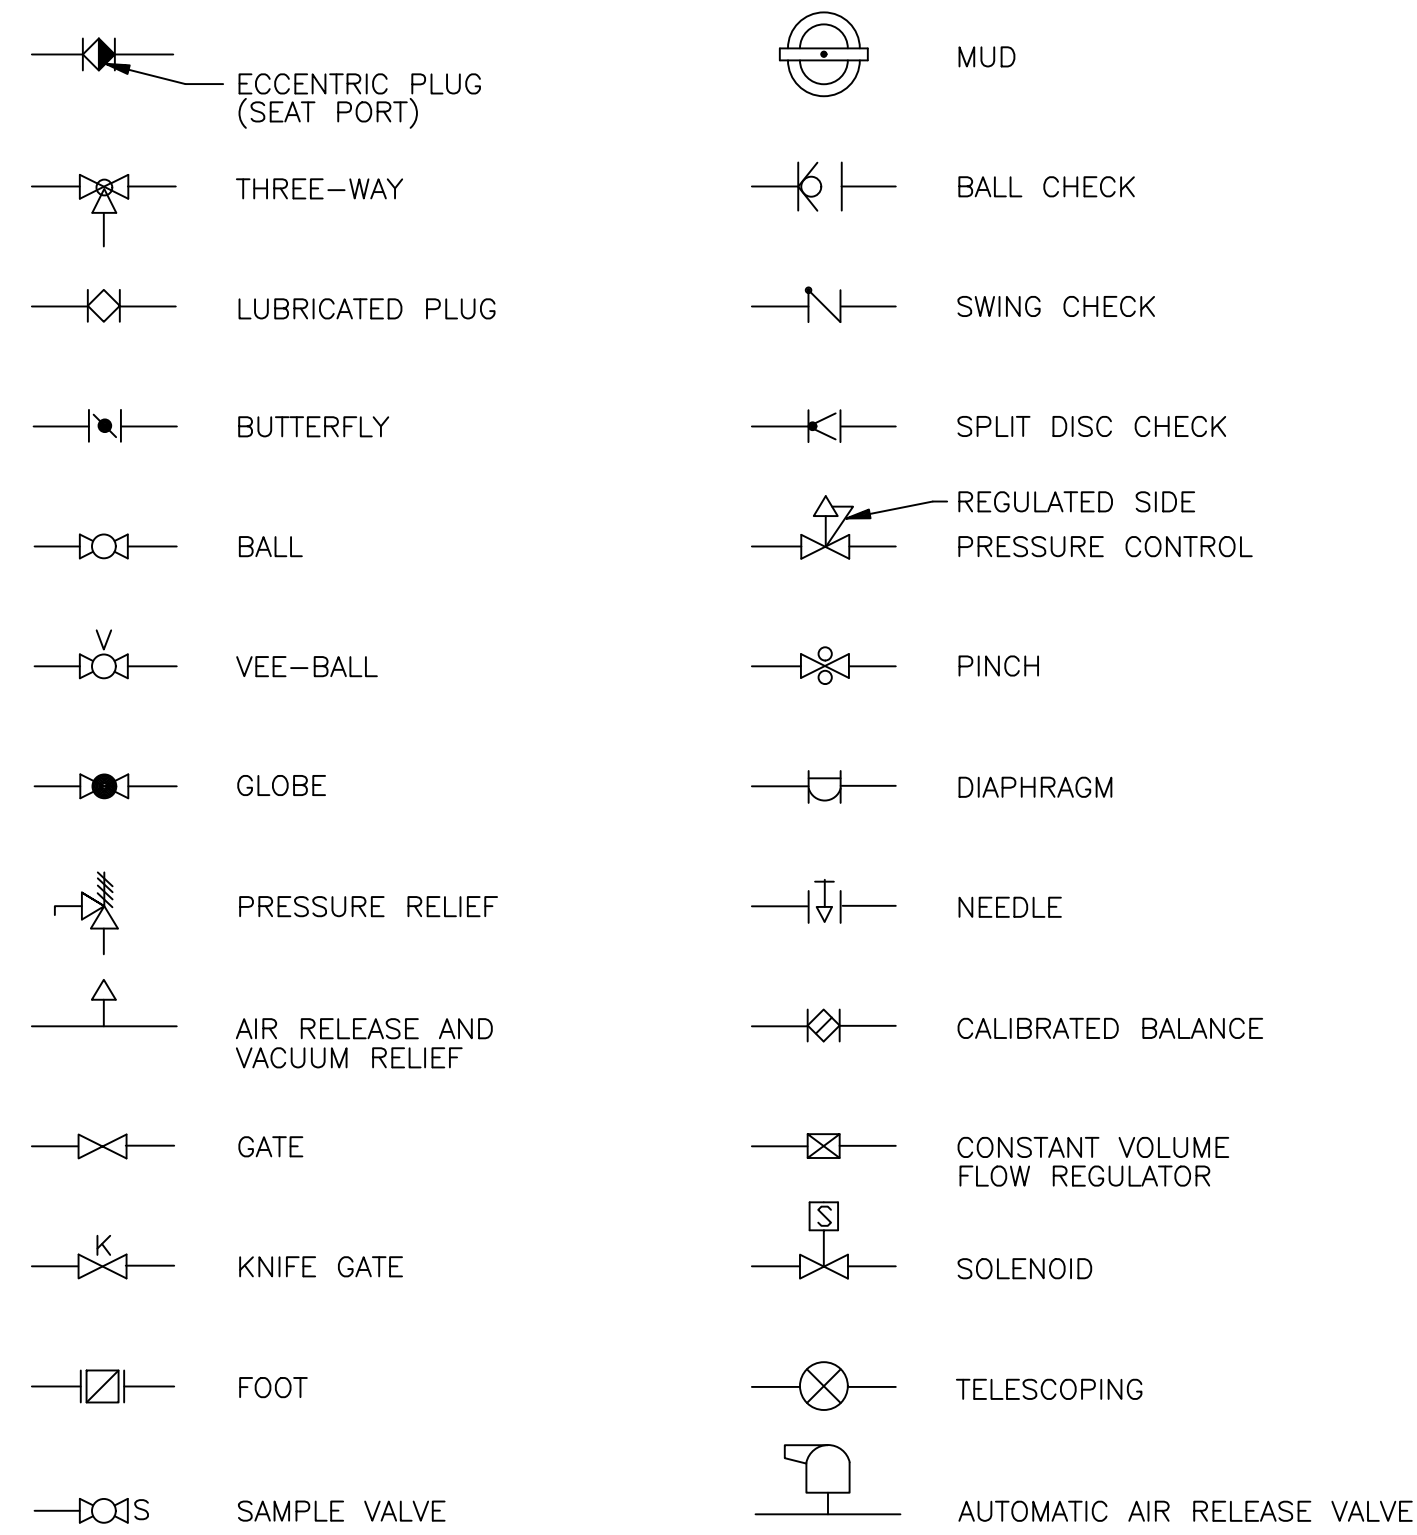 ECCENTRIC PLUG
(SEAT PORT)
THREE-WAY
LUBRICATED PLUG
BUTTERFLY
BALL
V
VEE-BALL
GLOBE
PRESSURE RELIEF
AIR RELEASE AND
VACUUM RELIEF
GATE
K
KNIFE GATE
FOOT
S
SAMPLE VALVE
MUD
BALL CHECK
SWING CHECK
SPLIT DISC CHECK
REGULATED SIDE
PRESSURE CONTROL
PINCH
DIAPHRAGM
NEEDLE
CALIBRATED BALANCE
CONSTANT VOLUME
FLOW REGULATOR
S
SOLENOID
TELESCOPING
AUTOMATIC AIR RELEASE VALVE